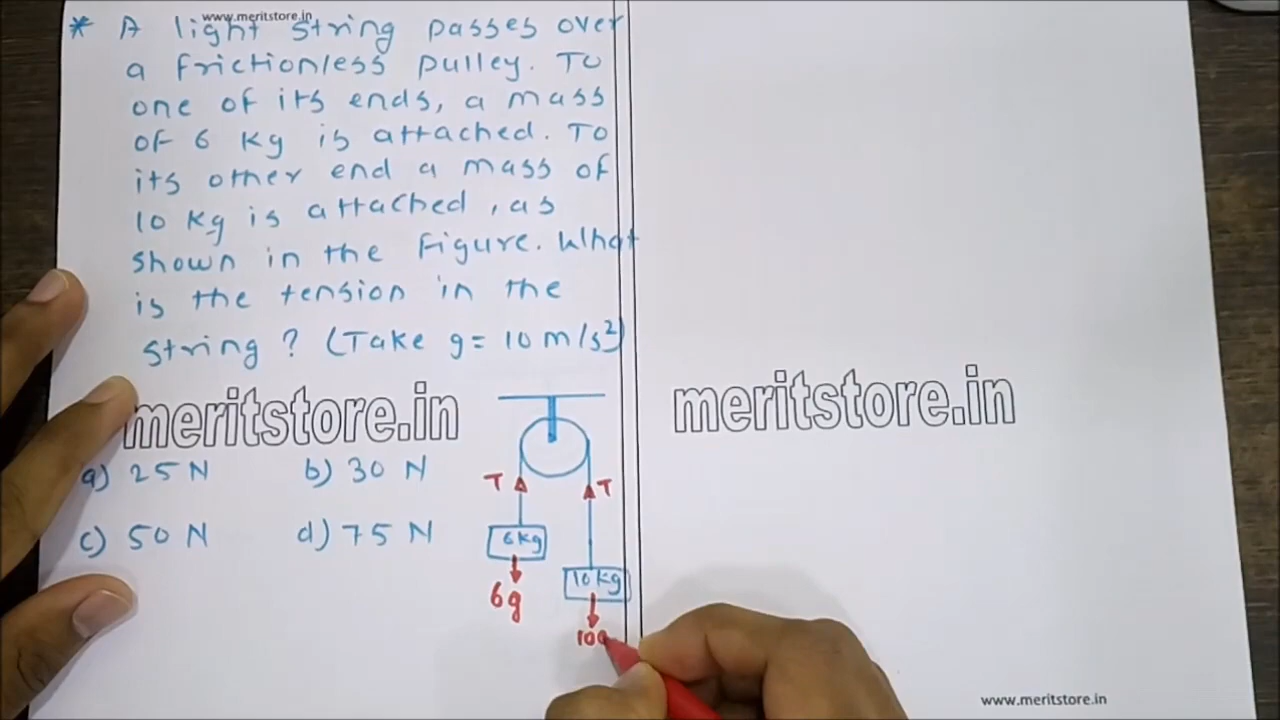 www.meritstore.in
* A light string passes over
a frictionless pulley. To
one of its ends, a mass
of 6 kg is attached. To
its other end a mass of
10 kg is attached, as
shown in the figure. What
is the tension in the
string? (Take g = 10 m/s²)
meritstore.in
meritstore.in
a) 25 N b) 30 N
c) 50 N d) 75 N
T T
6kg
10kg
6g
www.meritstore.in